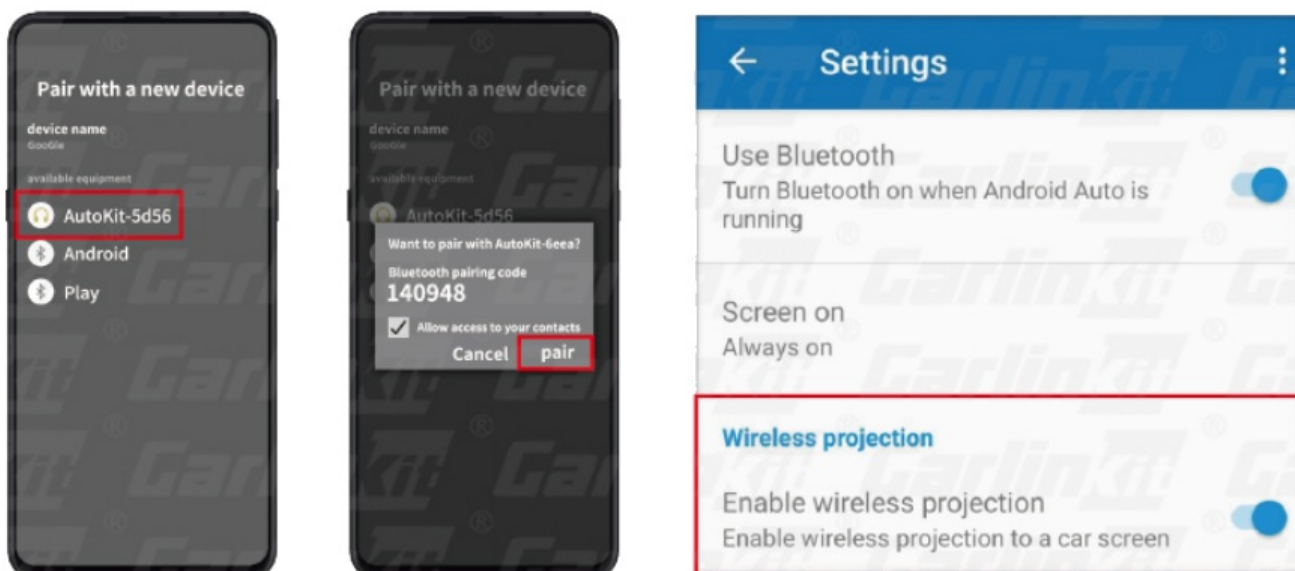 Pair with a new device
device name
GooGle
available equipment
AutoKit-5d56
Android
Play
Pair with a new device
device name
GooGle
available equipment
AutoKit-5d56
Want to pair with AutoKit-6eea?
Bluetooth pairing code
140948
Allow access to your contacts
Cancel pair
Settings
Use Bluetooth
Turn Bluetooth on when Android Auto is
running
Screen on
Always on
Wireless projection
Enable wireless projection
Enable wireless projection to a car screen